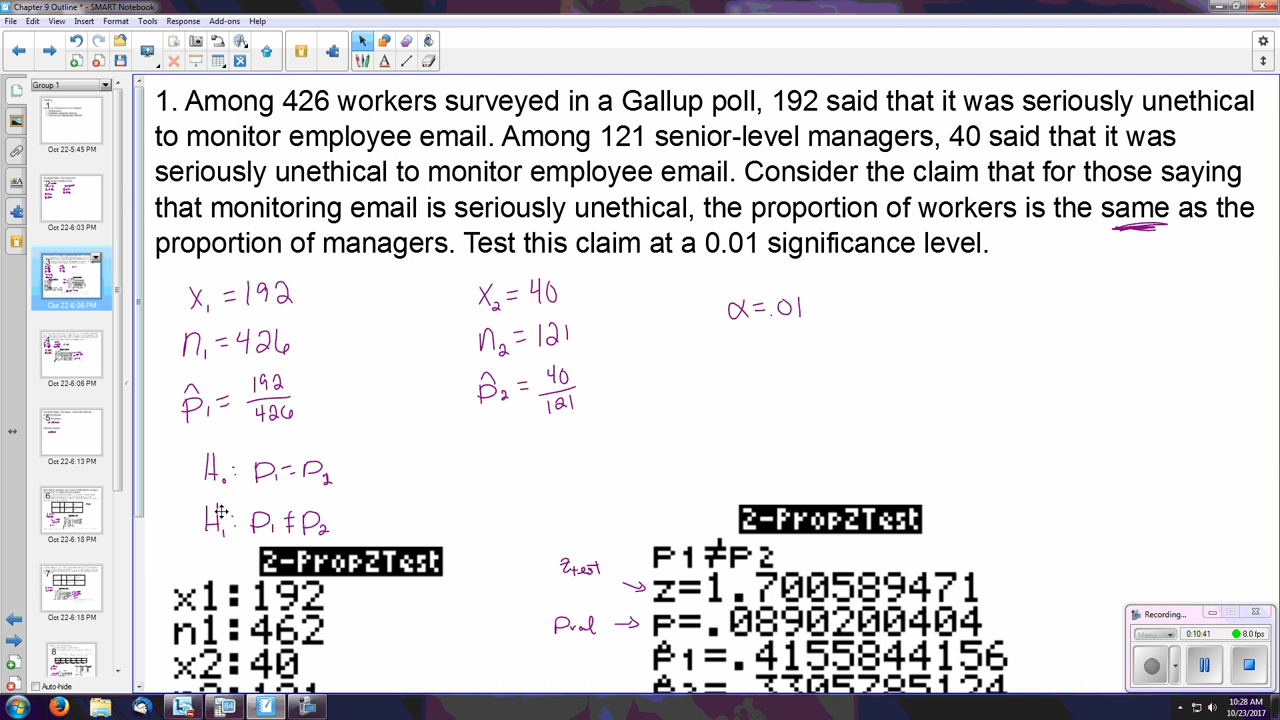 Chapter 9 Outline * - SMART Notebook
File Edit View Insert Format Tools Response Add-ons Help
Group 1
Oct 22-5:45 PM
Oct 22-6:03 PM
Oct 22-6:06 PM
Oct 22-6:06 PM
Oct 22-6:13 PM
Oct 22-6:18 PM
Oct 22-6:18 PM
Auto-hide
1. Among 426 workers surveyed in a Gallup poll, 192 said that it was seriously unethical
to monitor employee email. Among 121 senior-level managers, 40 said that it was
seriously unethical to monitor employee email. Consider the claim that for those saying
that monitoring email is seriously unethical, the proportion of workers is the same as the
proportion of managers. Test this claim at a 0.01 significance level.
x₁ = 192 x₂ = 40 α = .01
n₁ = 426 n₂ = 121
p̂₁ = 192/426 p̂₂ = 40/121
H₀: p₁ = p₂
H₁: p₁ ≠ p₂
2-PropZTest
x1:192
n1:462
x2:40
z test
Pval
2-PropZTest
p1≠p2
z=1.700589471
p=.0890200404
p̂1=.4155844156
Recording...
Menu
0:10:41 8.0 fps
10:28 AM
10/23/2017